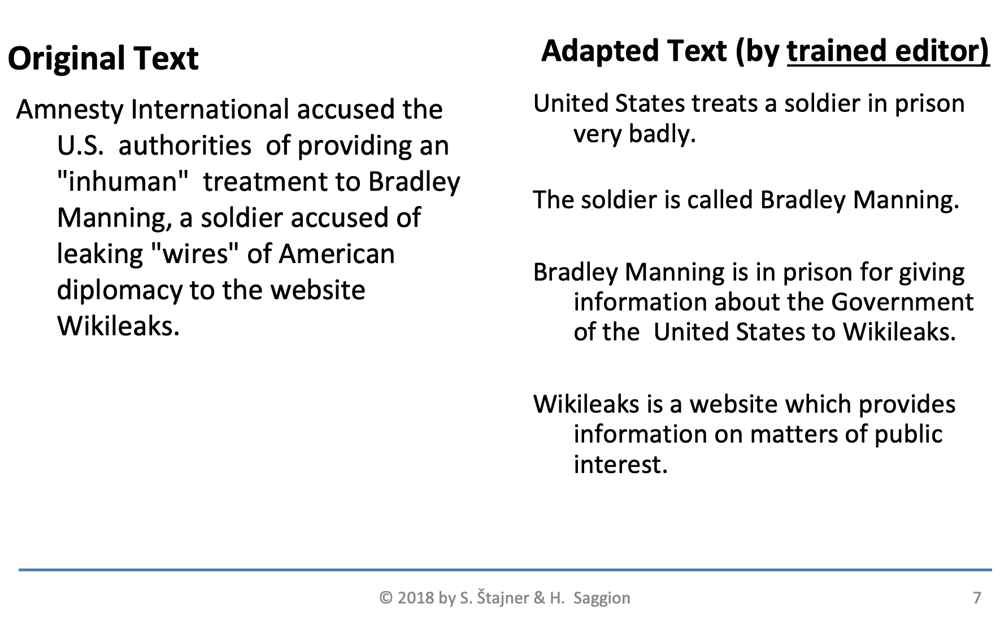 Original Text
Amnesty International accused the
U.S. authorities of providing an
"inhuman" treatment to Bradley
Manning, a soldier accused of
leaking "wires" of American
diplomacy to the website
Wikileaks.
Adapted Text (by trained editor)
United States treats a soldier in prison
very badly.
The soldier is called Bradley Manning.
Bradley Manning is in prison for giving
information about the Government
of the United States to Wikileaks.
Wikileaks is a website which provides
information on matters of public
interest.
© 2018 by S. Štajner & H. Saggion
7